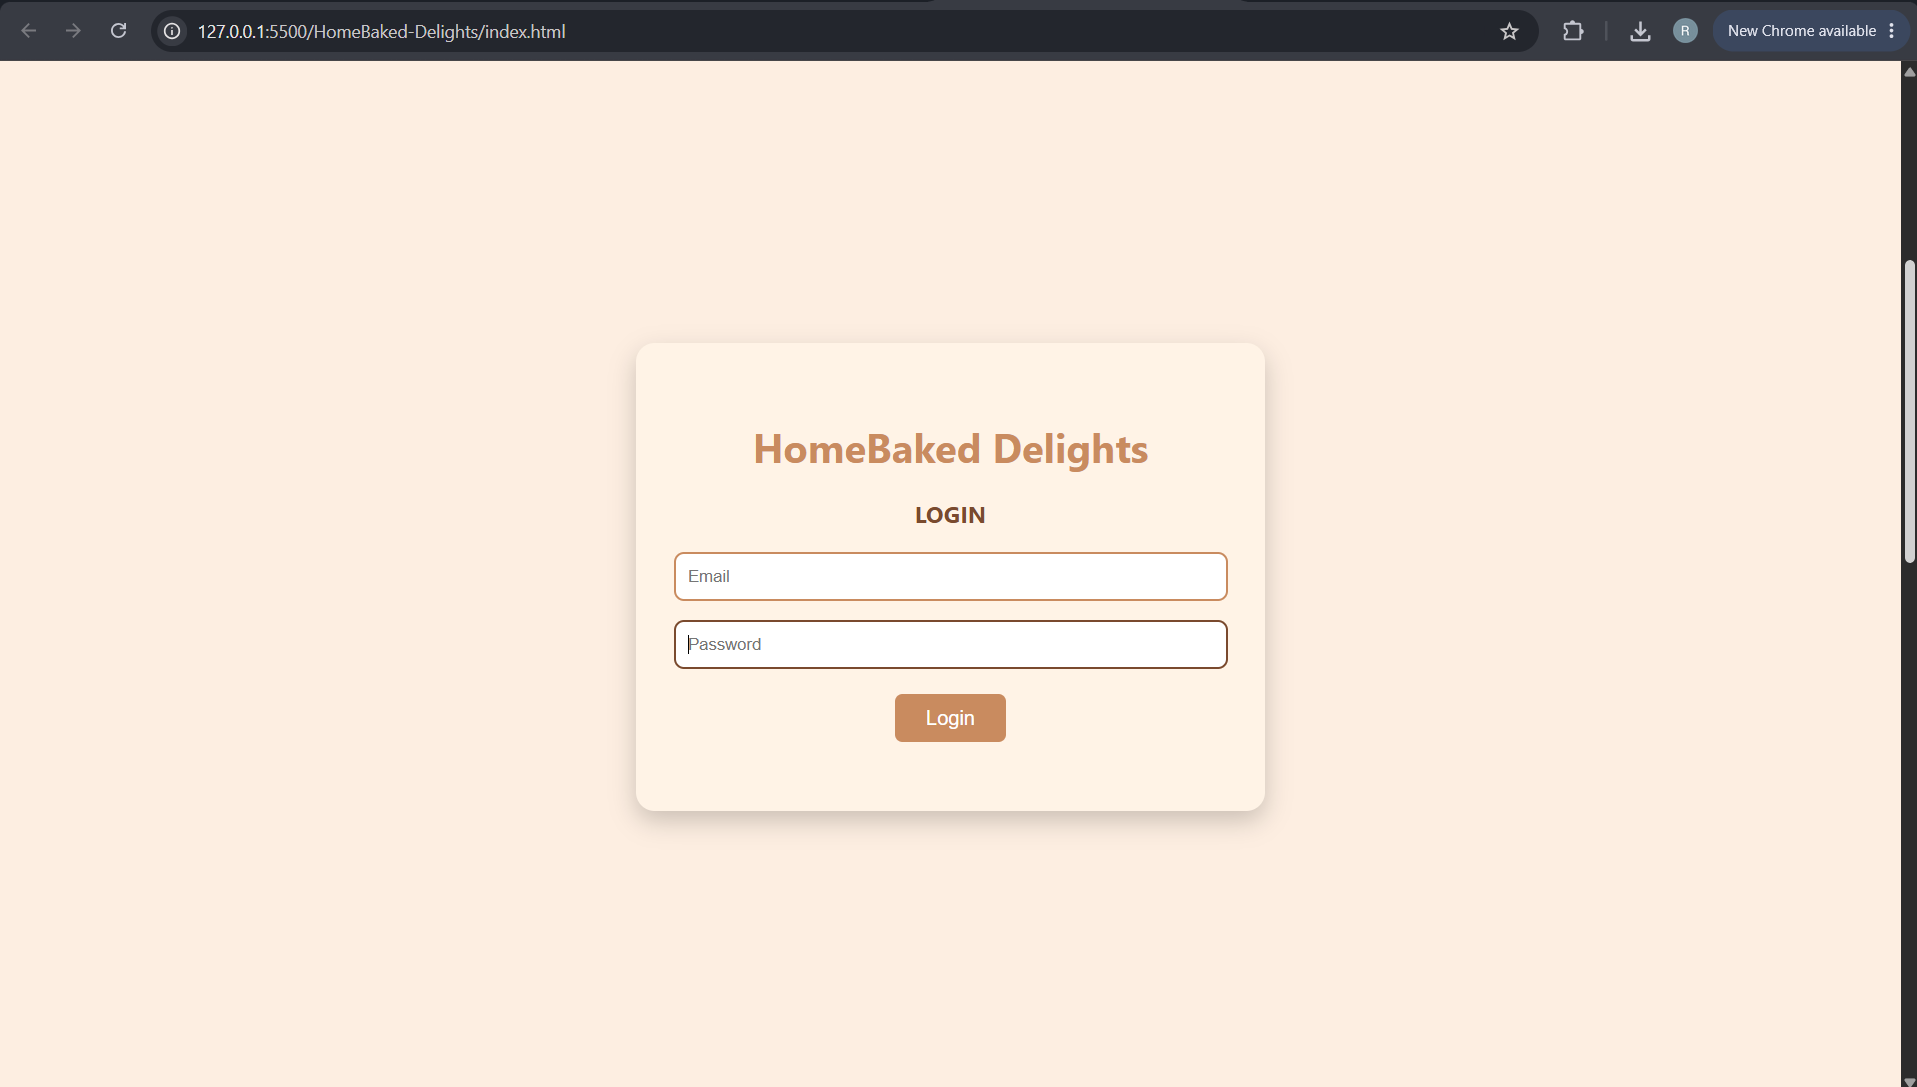 127.0.0.1:5500/HomeBaked-Delights/index.html
R
New Chrome available
HomeBaked Delights
LOGIN
Email
Password
Login